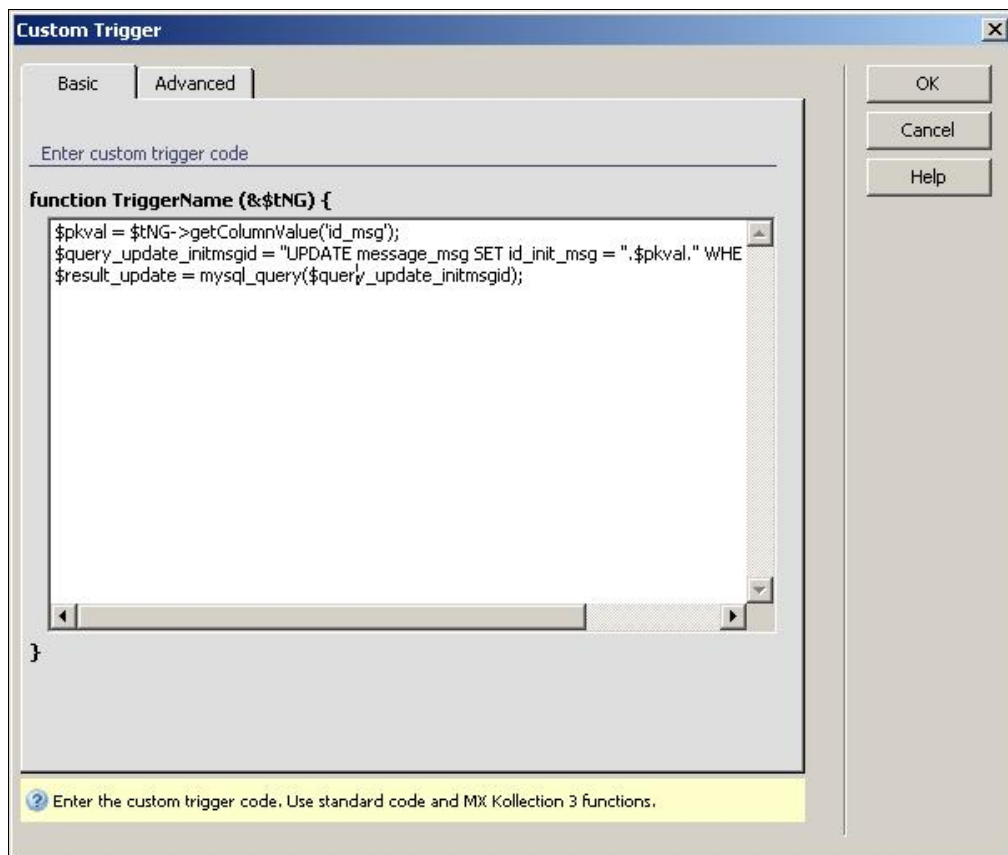 Custom Trigger
Basic
Advanced
OK
Cancel
Help
Enter custom trigger code
function TriggerName (&$tNG) {
$pkval = $tNG->getColumnValue('id_msg');
$query_update_initmsgid = "UPDATE message_msg SET id_init_msg = ".$pkval." WHE
$result_update = mysql_query($query_update_initmsgid);
}
Enter the custom trigger code. Use standard code and MX Kollection 3 functions.